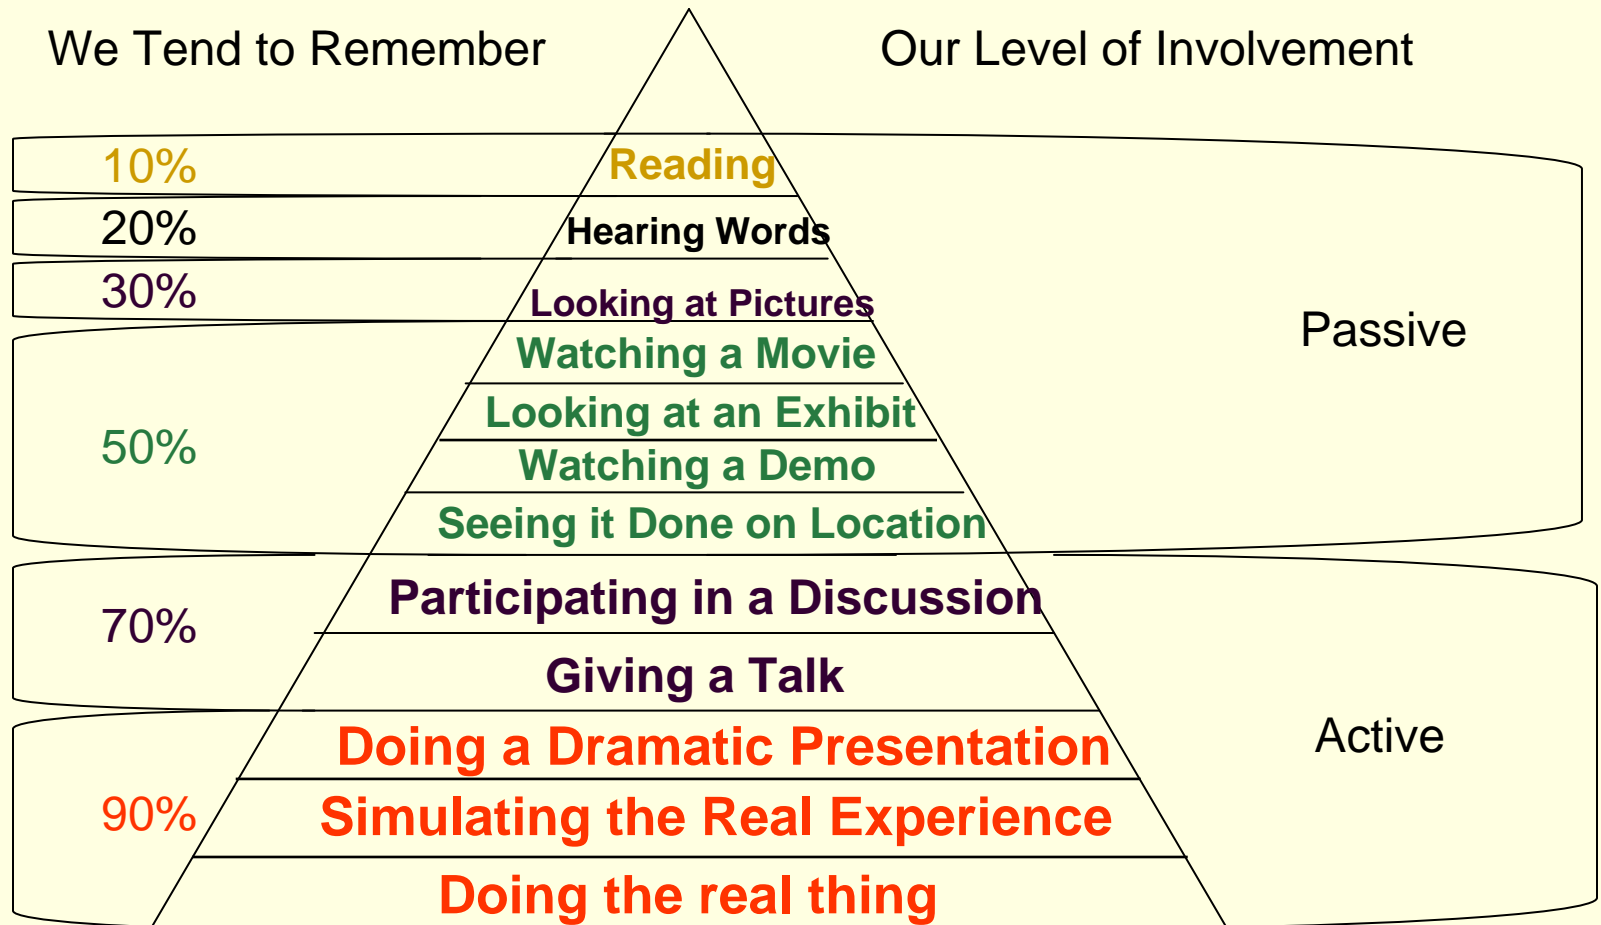 We Tend to Remember
Our Level of Involvement
10%
Reading
20%
Hearing Words
30%
Looking at Pictures
Passive
Watching a Movie
Looking at an Exhibit
50%
Watching a Demo
Seeing it Done on Location
Participating in a Discussion
70%
Giving a Talk
Active
Doing a Dramatic Presentation
90%
Simulating the Real Experience
Doing the real thing